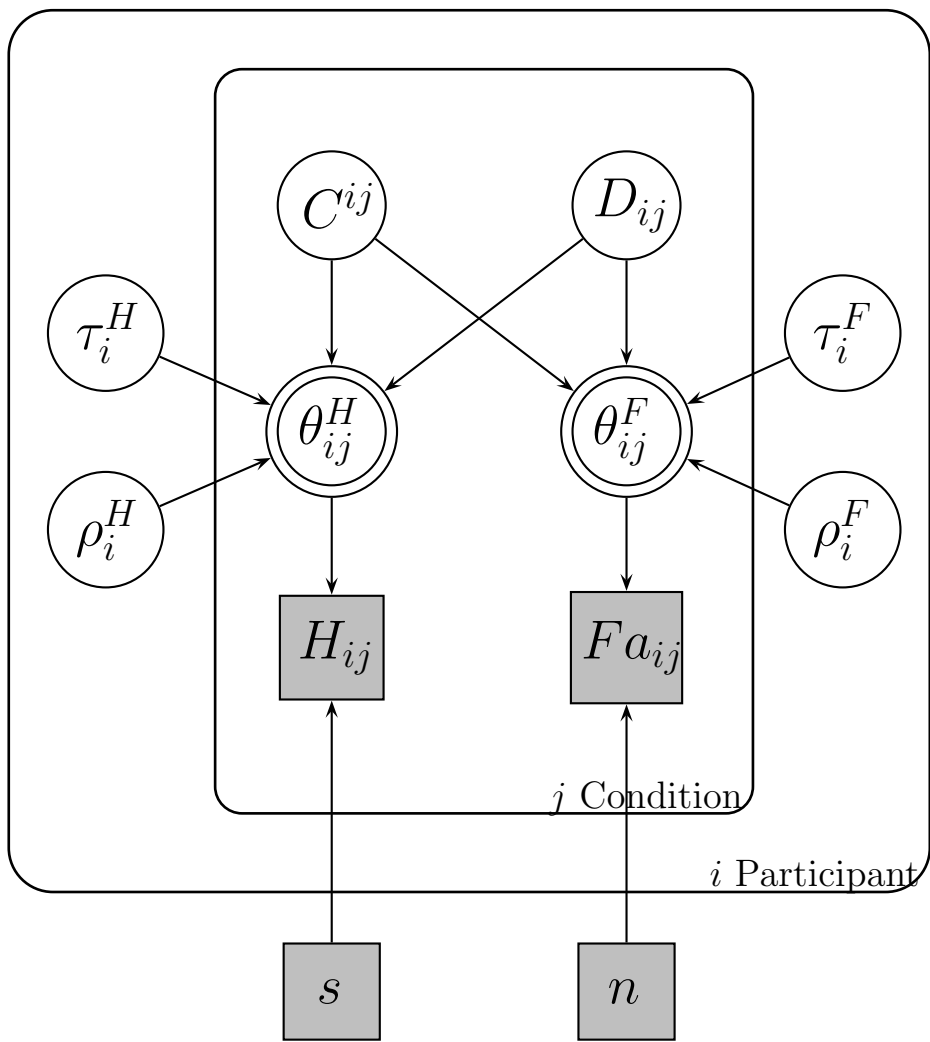 C^{ij} D_{ij}
τ_i^H τ_i^F
θ_{ij}^H θ_{ij}^F
ρ_i^H ρ_i^F
H_{ij} Fa_{ij}
j Condition
i Participant
s n